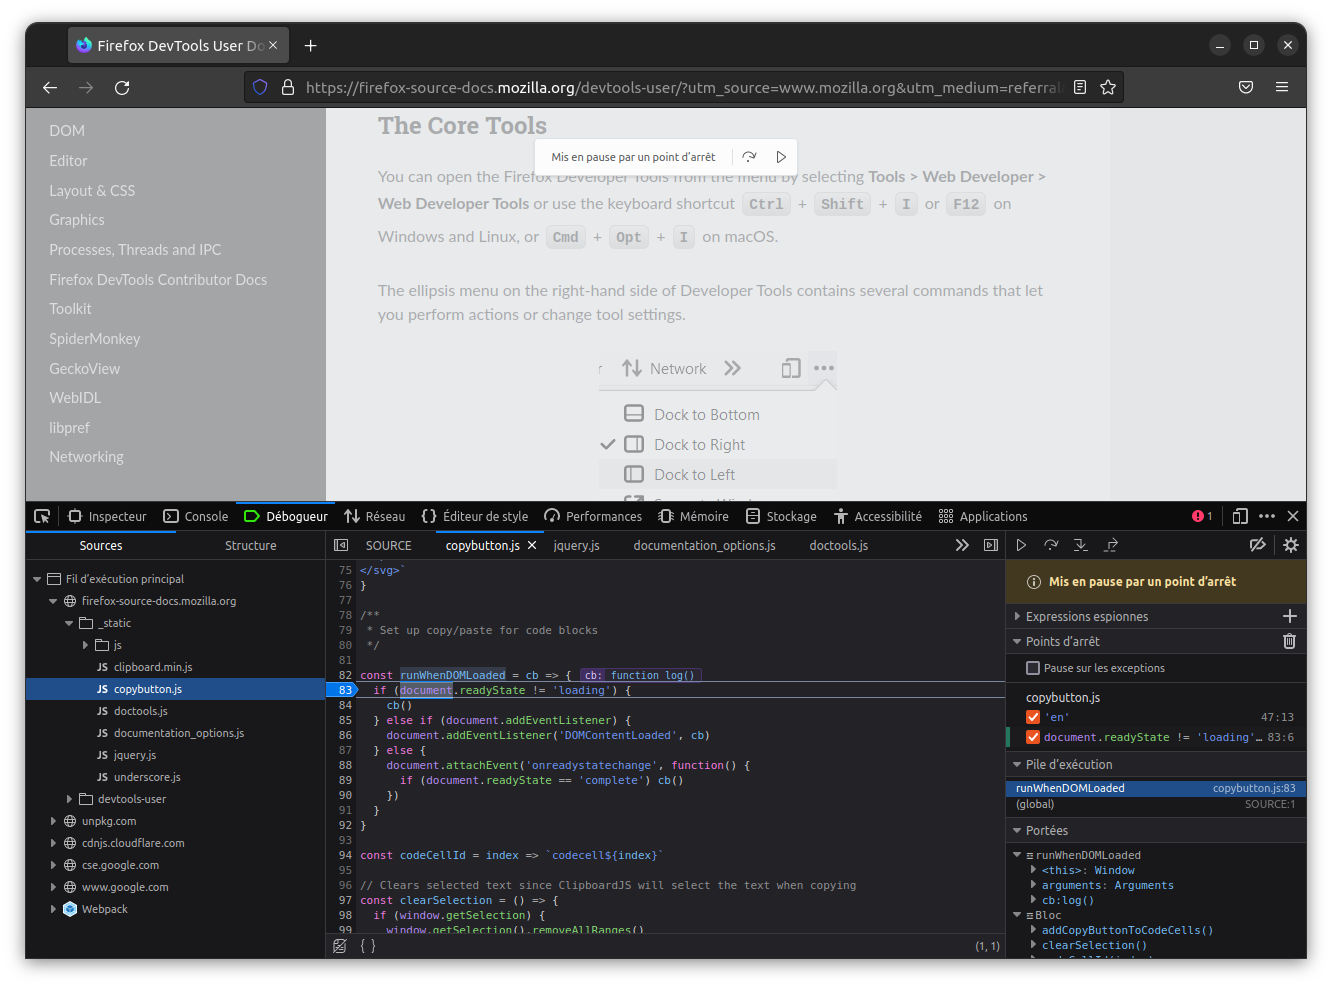 Firefox DevTools User Do
https://firefox-source-docs.mozilla.org/devtools-user/?utm_source=www.mozilla.org&utm_medium=referral
DOM
Editor
Layout & CSS
Graphics
Processes, Threads and IPC
Firefox DevTools Contributor Docs
Toolkit
SpiderMonkey
GeckoView
WebIDL
libpref
Networking
The Core Tools
Mis en pause par un point d'arrêt
You can open the Firefox Developer Tools from the menu by selecting Tools > Web Developer >
Web Developer Tools or use the keyboard shortcut Ctrl + Shift + I or F12 on
Windows and Linux, or Cmd + Opt + I on macOS.
The ellipsis menu on the right-hand side of Developer Tools contains several commands that let
you perform actions or change tool settings.
Network
Dock to Bottom
Dock to Right
Dock to Left
Inspecteur Console Débogueur Réseau Éditeur de style Performances Mémoire Stockage Accessibilité Applications 1
Sources Structure
Fil d'exécution principal
firefox-source-docs.mozilla.org
_static
js
clipboard.min.js
copybutton.js
doctools.js
documentation_options.js
jquery.js
underscore.js
devtools-user
unpkg.com
cdnjs.cloudflare.com
cse.google.com
www.google.com
Webpack
SOURCE copybutton.js jquery.js documentation_options.js doctools.js
75 </svg>`
76 }
77
78 /**
79 * Set up copy/paste for code blocks
80 */
81
82 const runWhenDOMLoaded = cb => { cb: function log()
83 if (document.readyState != 'loading') {
84 cb()
85 } else if (document.addEventListener) {
86 document.addEventListener('DOMContentLoaded', cb)
87 } else {
88 document.attachEvent('onreadystatechange', function() {
89 if (document.readyState == 'complete') cb()
90 })
91 }
92 }
93
94 const codeCellId = index => `codecell${index}`
95
96 // Clears selected text since ClipboardJS will select the text when copying
97 const clearSelection = () => {
98 if (window.getSelection) {
99 window.getSelection().removeAllRanges()
{ } (1, 1)
Mis en pause par un point d'arrêt
Expressions espionnes
Points d'arrêt
Pause sur les exceptions
copybutton.js
'en' 47:13
document.readyState != 'loading'… 83:6
Pile d'exécution
runWhenDOMLoaded copybutton.js:83
(global) SOURCE:1
Portées
runWhenDOMLoaded
<this>: Window
arguments: Arguments
cb:log()
Bloc
addCopyButtonToCodeCells()
clearSelection()